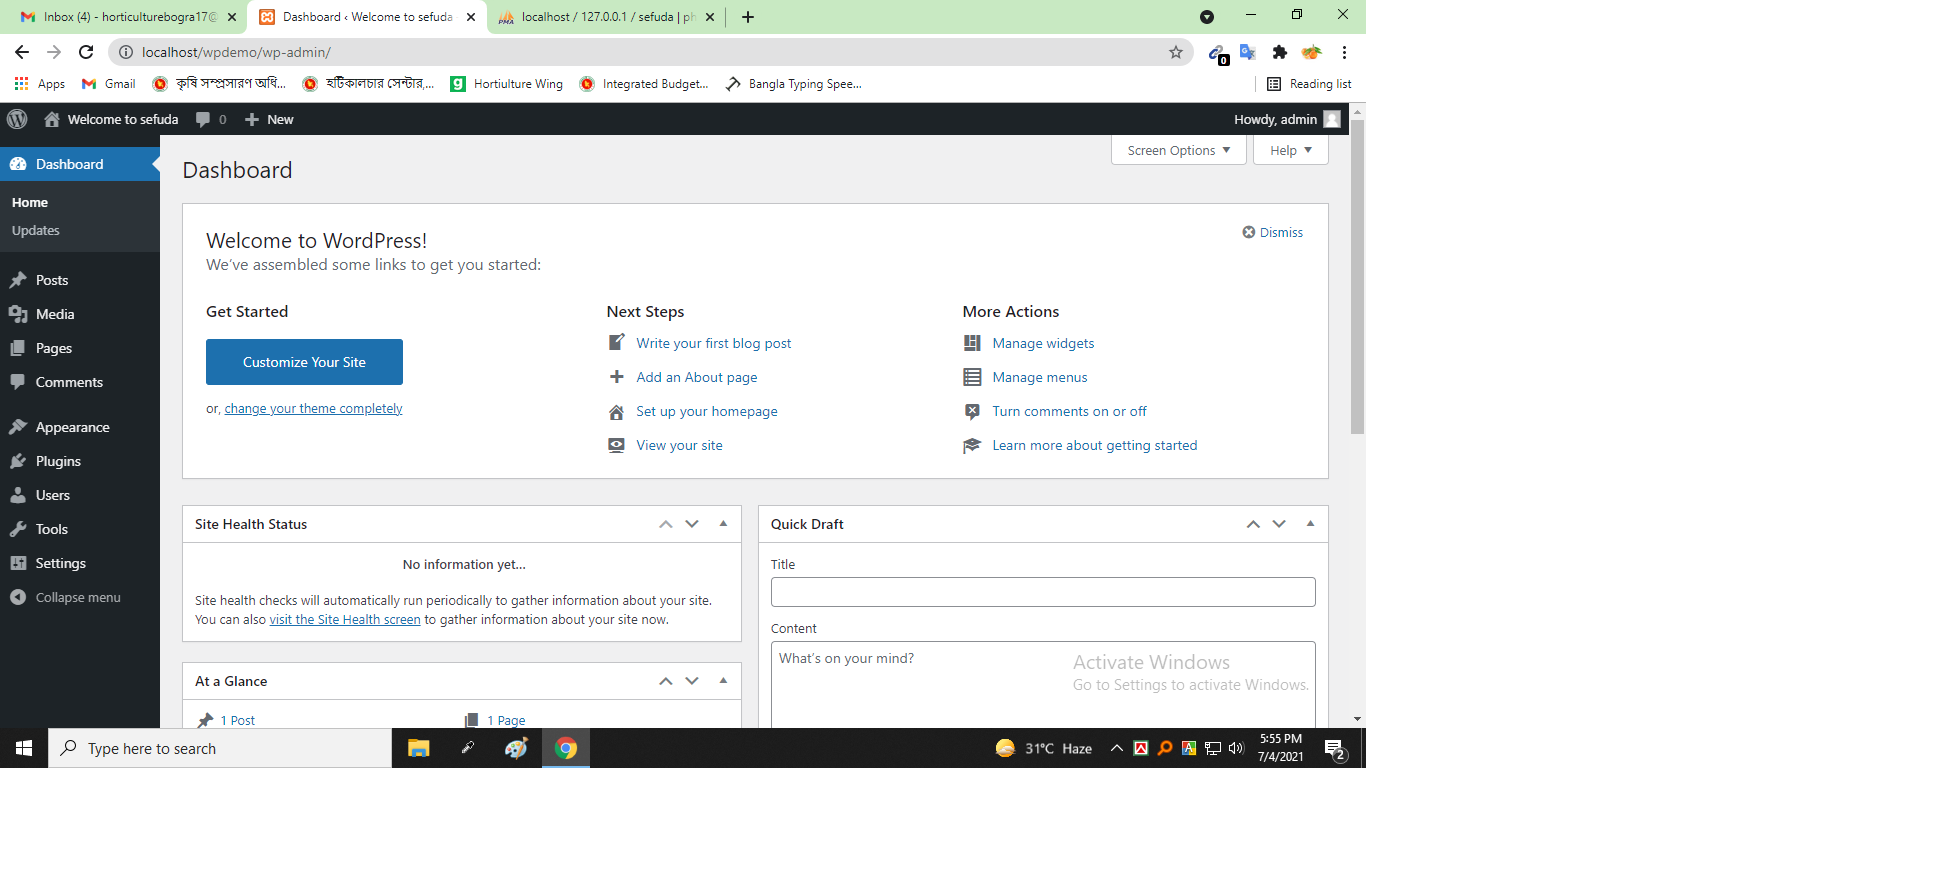 Inbox (4) - horticulturebogra17@
Dashboard ‹ Welcome to sefuda
localhost / 127.0.0.1 / sefuda | ph
localhost/wpdemo/wp-admin/
0
Apps
Gmail
কৃষি সম্প্রসারণ অধি...
হর্টিকালচার সেন্টার,...
Hortiulture Wing
Integrated Budget...
Bangla Typing Spee...
Reading list
Welcome to sefuda
0
New
Howdy, admin
Screen Options
Help
Dashboard
Home
Updates
Posts
Media
Pages
Comments
Appearance
Plugins
Users
Tools
Settings
Collapse menu
Dashboard
Welcome to WordPress!
We've assembled some links to get you started:
Dismiss
Get Started
Customize Your Site
or, change your theme completely
Next Steps
Write your first blog post
Add an About page
Set up your homepage
View your site
More Actions
Manage widgets
Manage menus
Turn comments on or off
Learn more about getting started
Site Health Status
No information yet...
Site health checks will automatically run periodically to gather information about your site.
You can also visit the Site Health screen to gather information about your site now.
At a Glance
1 Post
1 Page
Quick Draft
Title
Content
What's on your mind?
Activate Windows
Go to Settings to activate Windows.
Type here to search
31°C Haze
5:55 PM
7/4/2021
2